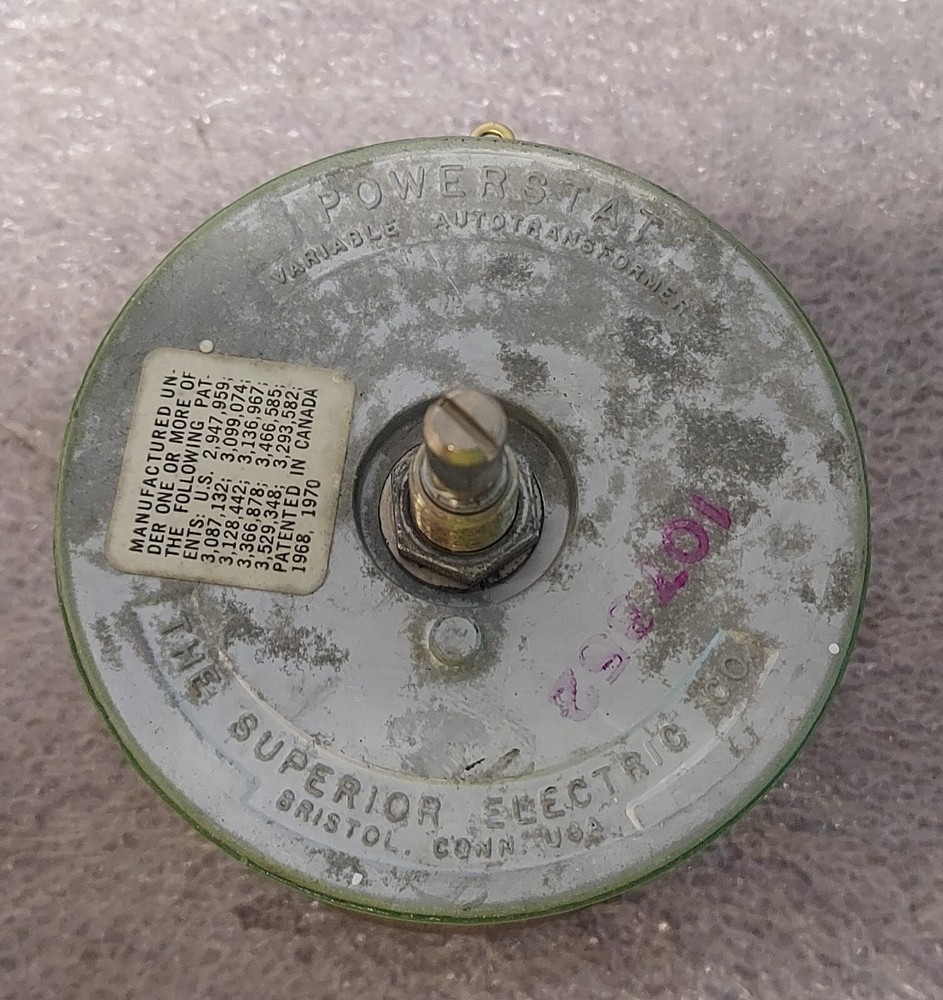 POWERSTAT
VARIABLE AUTOTRANSFORMER
MANUFACTURED UN-
DER ONE OR MORE OF
THE FOLLOWING PAT-
ENTS: U.S. 2,947,959;
3,087,132; 3,099,074;
3,128,442; 3,136,967;
3,366,878; 3,466,585;
3,529,348; 3,293,582;
PATENTED IN CANADA
1968, 1970
THE SUPERIOR ELECTRIC CO.
BRISTOL, CONN. USA